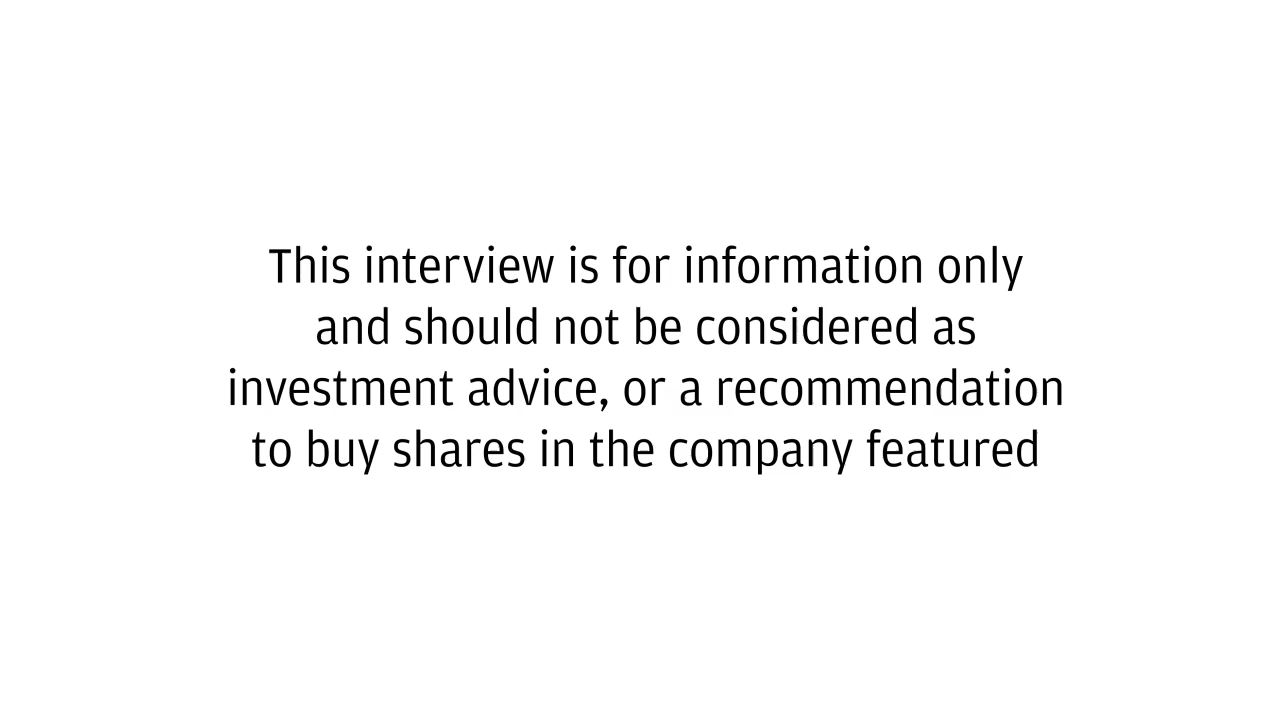 This interview is for information only
and should not be considered as
investment advice, or a recommendation
to buy shares in the company featured